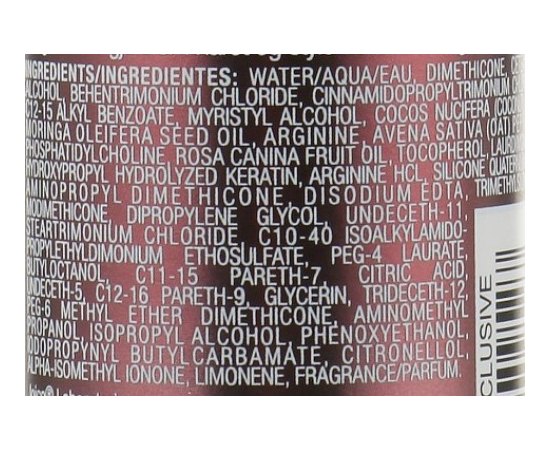 INGREDIENTS/INGREDIENTES: WATER/AQUA/EAU, DIMETHICONE,
ALCOHOL, BEHENTRIMONIUM CHLORIDE, CINNAMIDOPROPYLTRIMONIUM
C12-15 ALKYL BENZOATE, MYRISTYL ALCOHOL, COCOS NUCIFERA (COCO
MORINGA OLEIFERA SEED OIL, ARGININE, AVENA SATIVA (OAT)
PHOSPHATIDYLCHOLINE, ROSA CANINA FRUIT OIL, TOCOPHEROL,
HYDROXYPROPYL HYDROLYZED KERATIN, ARGININE HCL, SILICONE
AMINOPROPYL DIMETHICONE, DISODIUM EDTA,
MODIMETHICONE, DIPROPYLENE GLYCOL, UNDECETH-11,
STEARTRIMONIUM CHLORIDE, C10-40 ISOALKYLAMIDO-
PROPYLETHYLDIMONIUM ETHOSULFATE, PEG-4 LAURATE,
BUTYLOCTANOL, C11-15 PARETH-7, CITRIC ACID,
UNDECETH-5, C12-16 PARETH-9, GLYCERIN, TRIDECETH-12,
PEG-6 METHYL ETHER DIMETHICONE, AMINOMETHYL
PROPANOL, ISOPROPYL ALCOHOL, PHENOXYETHANOL,
IODOPROPYNYL BUTYLCARBAMATE, CITRONELLOL,
ALPHA-ISOMETHYL IONONE, LIMONENE, FRAGRANCE/PARFUM.
CLUSIVE